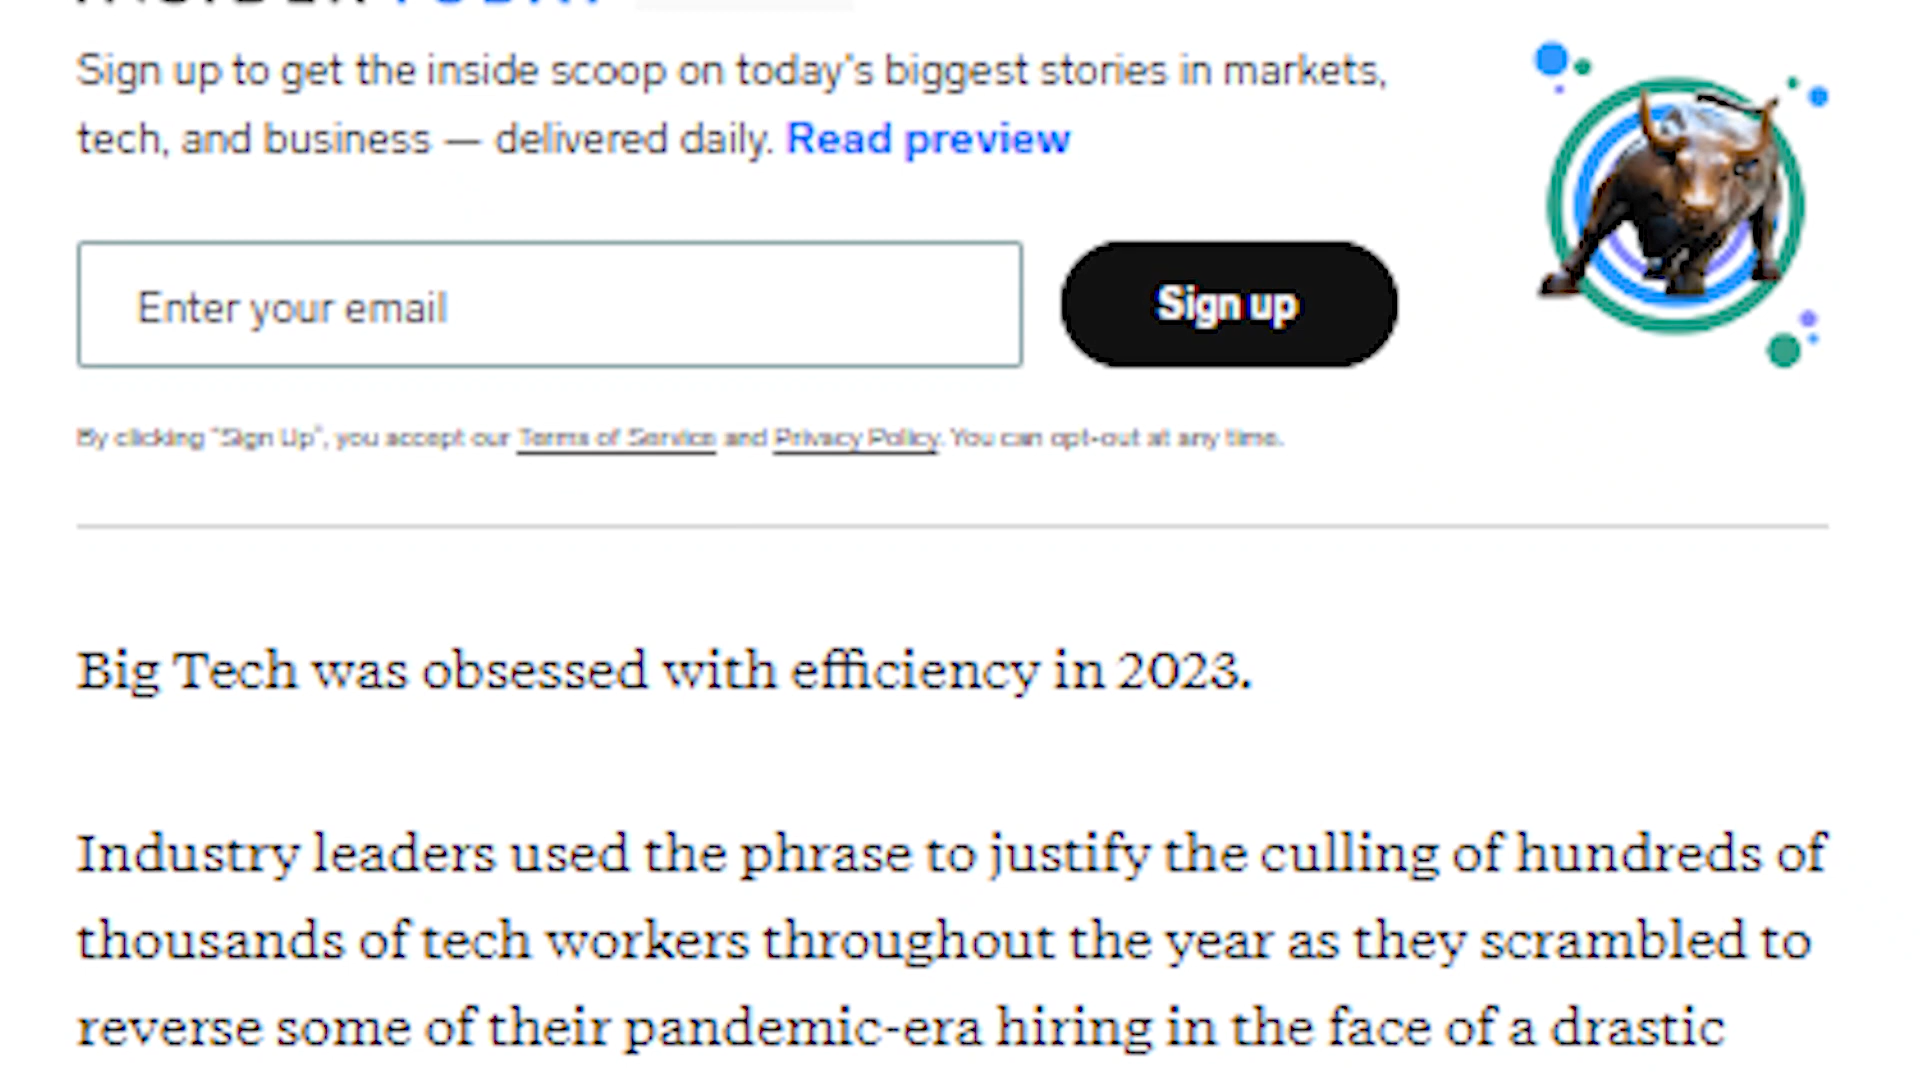 INSIDER TODAY
Sign up to get the inside scoop on today's biggest stories in markets,
tech, and business — delivered daily. Read preview
Enter your email
Sign up
By clicking "Sign Up", you accept our Terms of Service and Privacy Policy. You can opt-out at any time.
Big Tech was obsessed with efficiency in 2023.
Industry leaders used the phrase to justify the culling of hundreds of
thousands of tech workers throughout the year as they scrambled to
reverse some of their pandemic-era hiring in the face of a drastic